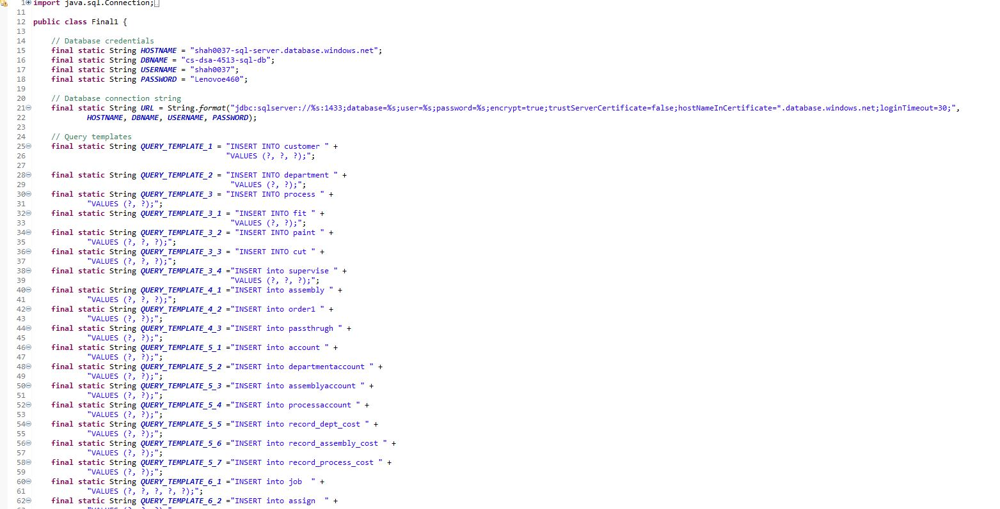 1 import java.sql.Connection;
11
12 public class Final1 {
13
14 // Database credentials
15 final static String HOSTNAME = "shah0037-sql-server.database.windows.net";
16 final static String DBNAME = "cs-dsa-4513-sql-db";
17 final static String USERNAME = "shah0037";
18 final static String PASSWORD = "Lenovoe460";
19
20 // Database connection string
21 final static String URL = String.format("jdbc:sqlserver://%s:1433;database=%s;user=%s;password=%s;encrypt=true;trustServerCertificate=false;hostNameInCertificate=*.database.windows.net;loginTimeout=30;",
22 HOSTNAME, DBNAME, USERNAME, PASSWORD);
23
24 // Query templates
25 final static String QUERY_TEMPLATE_1 = "INSERT INTO customer " +
26 "VALUES (?, ?, ?);";
27
28 final static String QUERY_TEMPLATE_2 = "INSERT INTO department " +
29 "VALUES (?, ?);";
30 final static String QUERY_TEMPLATE_3 = "INSERT INTO process " +
31 "VALUES (?, ?);";
32 final static String QUERY_TEMPLATE_3_1 = "INSERT INTO fit " +
33 "VALUES (?, ?);";
34 final static String QUERY_TEMPLATE_3_2 = "INSERT INTO paint " +
35 "VALUES (?, ?, ?);";
36 final static String QUERY_TEMPLATE_3_3 = "INSERT INTO cut " +
37 "VALUES (?, ?, ?);";
38 final static String QUERY_TEMPLATE_3_4 ="INSERT into supervise " +
39 "VALUES (?, ?, ?);";
40 final static String QUERY_TEMPLATE_4_1 ="INSERT into assembly " +
41 "VALUES (?, ?, ?);";
42 final static String QUERY_TEMPLATE_4_2 ="INSERT into order1 " +
43 "VALUES (?, ?);";
44 final static String QUERY_TEMPLATE_4_3 ="INSERT into passthrugh " +
45 "VALUES (?, ?);";
46 final static String QUERY_TEMPLATE_5_1 ="INSERT into account " +
47 "VALUES (?, ?);";
48 final static String QUERY_TEMPLATE_5_2 ="INSERT into departmentaccount " +
49 "VALUES (?, ?);";
50 final static String QUERY_TEMPLATE_5_3 ="INSERT into assemblyaccount " +
51 "VALUES (?, ?);";
52 final static String QUERY_TEMPLATE_5_4 ="INSERT into processaccount " +
53 "VALUES (?, ?);";
54 final static String QUERY_TEMPLATE_5_5 ="INSERT into record_dept_cost " +
55 "VALUES (?, ?);";
56 final static String QUERY_TEMPLATE_5_6 ="INSERT into record_assembly_cost " +
57 "VALUES (?, ?);";
58 final static String QUERY_TEMPLATE_5_7 ="INSERT into record_process_cost " +
59 "VALUES (?, ?);";
60 final static String QUERY_TEMPLATE_6_1 ="INSERT into job  " +
61 "VALUES (?, ?, ?, ?, ?);";
62 final static String QUERY_TEMPLATE_6_2 ="INSERT into assign  " +